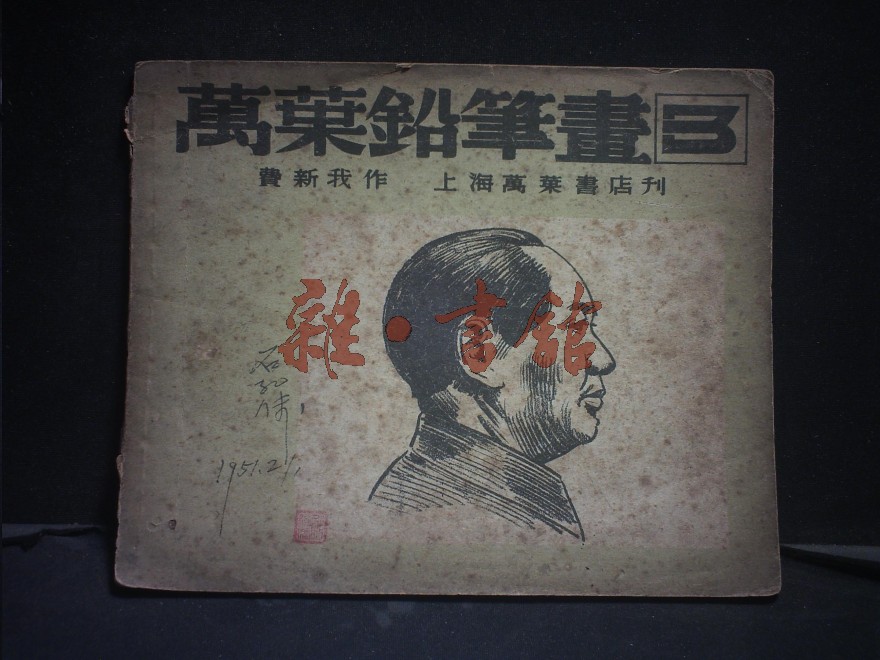 萬葉鉛筆畫 3
費新我作 上海萬葉書店刊
雜·書館
1951.2.1,